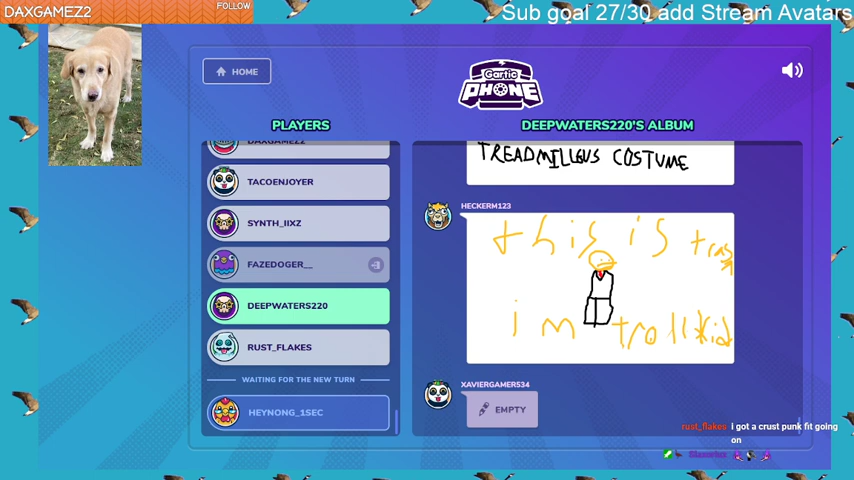 DAXGAMEZ2
FOLLOW
Sub goal 27/30 add Stream Avatars
HOME
Gartic
PHONE
PLAYERS
DEEPWATERS220'S ALBUM
DAXGAMEZ2
TACOENJOYER
SYNTH_IIXZ
FAZEDOGER__
DEEPWATERS220
RUST_FLAKES
WAITING FOR THE NEW TURN
HEYNONG_1SEC
COSTUME
HECKERM123
this is
im trollkid
XAVIERGAMER534
EMPTY
rust_flakes i got a crust punk fit going
on